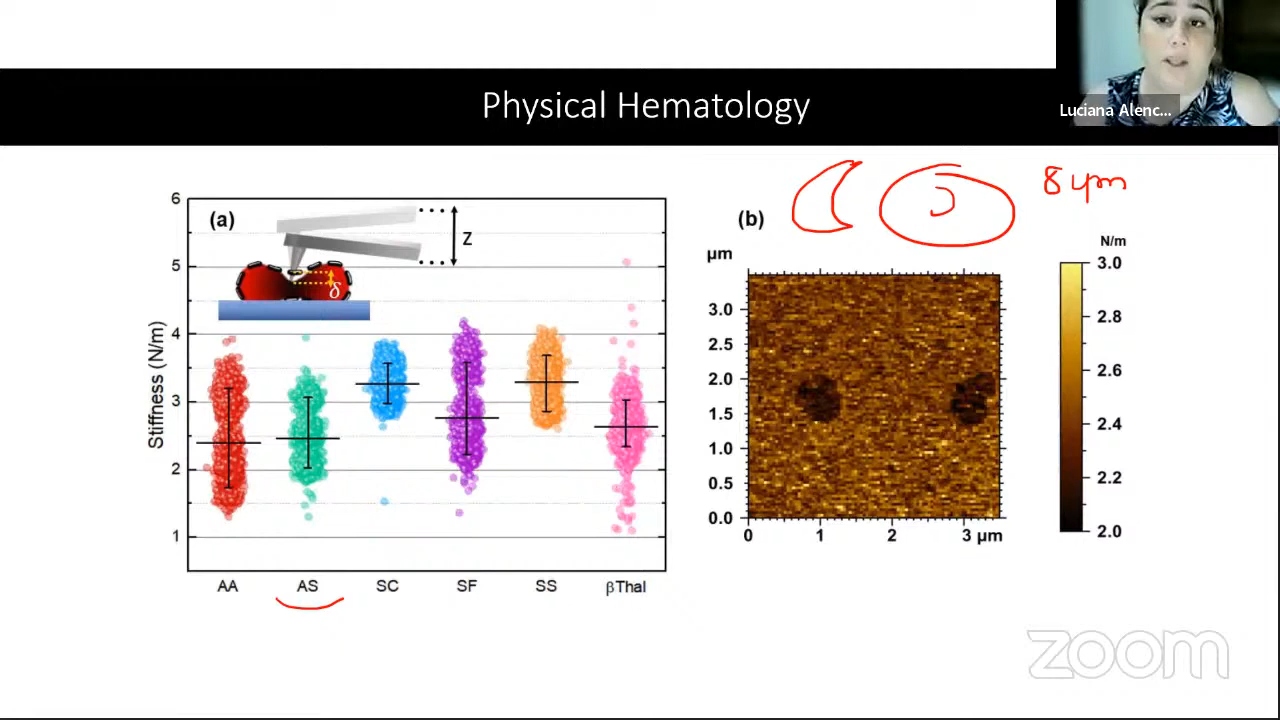 Luciana Alenc...
Physical Hematology
8 μm
(a)
Z
δ
Stiffness (N/m)
6
5
4
3
2
1
AA
AS
SC
SF
SS
βThal
(b)
μm
3.0
2.5
2.0
1.5
1.0
0.5
0.0
0
1
2
3 μm
N/m
3.0
2.8
2.6
2.4
2.2
2.0
zoom